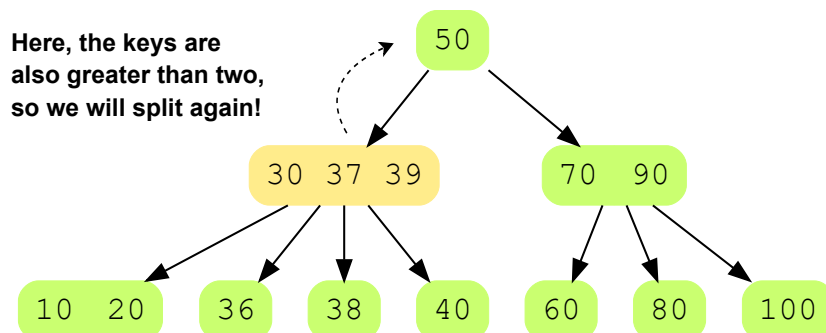 Here, the keys are
also greater than two,
so we will split again!
50
30 37 39
70 90
10 20
36
38
40
60
80
100